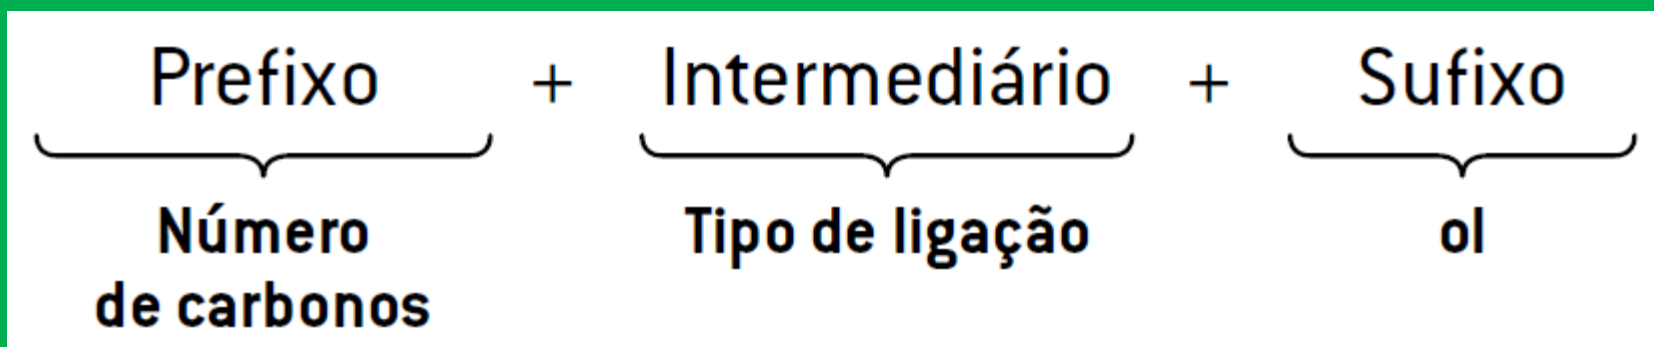 Prefixo + Intermediário + Sufixo
Número Tipo de ligação ol
de carbonos